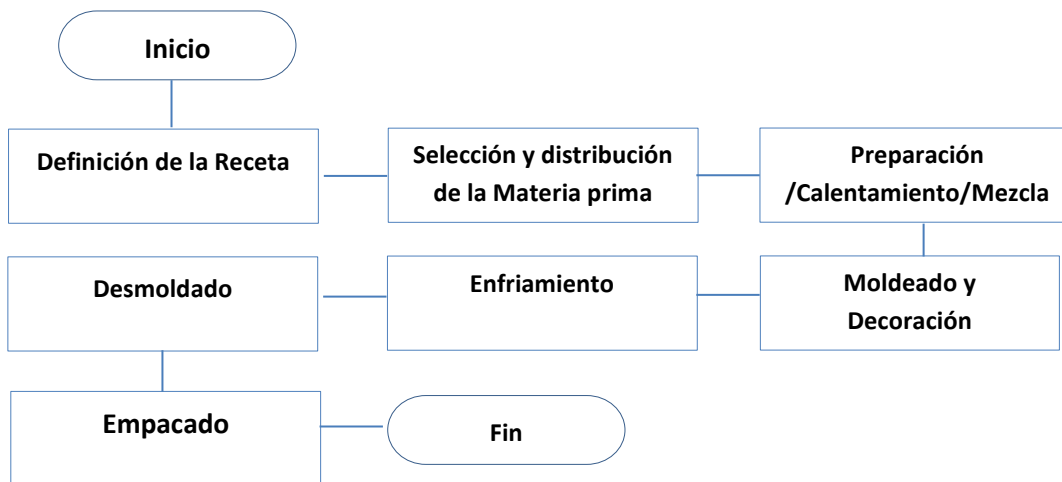 Inicio
Definición de la Receta
Selección y distribución
de la Materia prima
Preparación
/Calentamiento/Mezcla
Moldeado y
Decoración
Enfriamiento
Desmoldado
Empacado
Fin